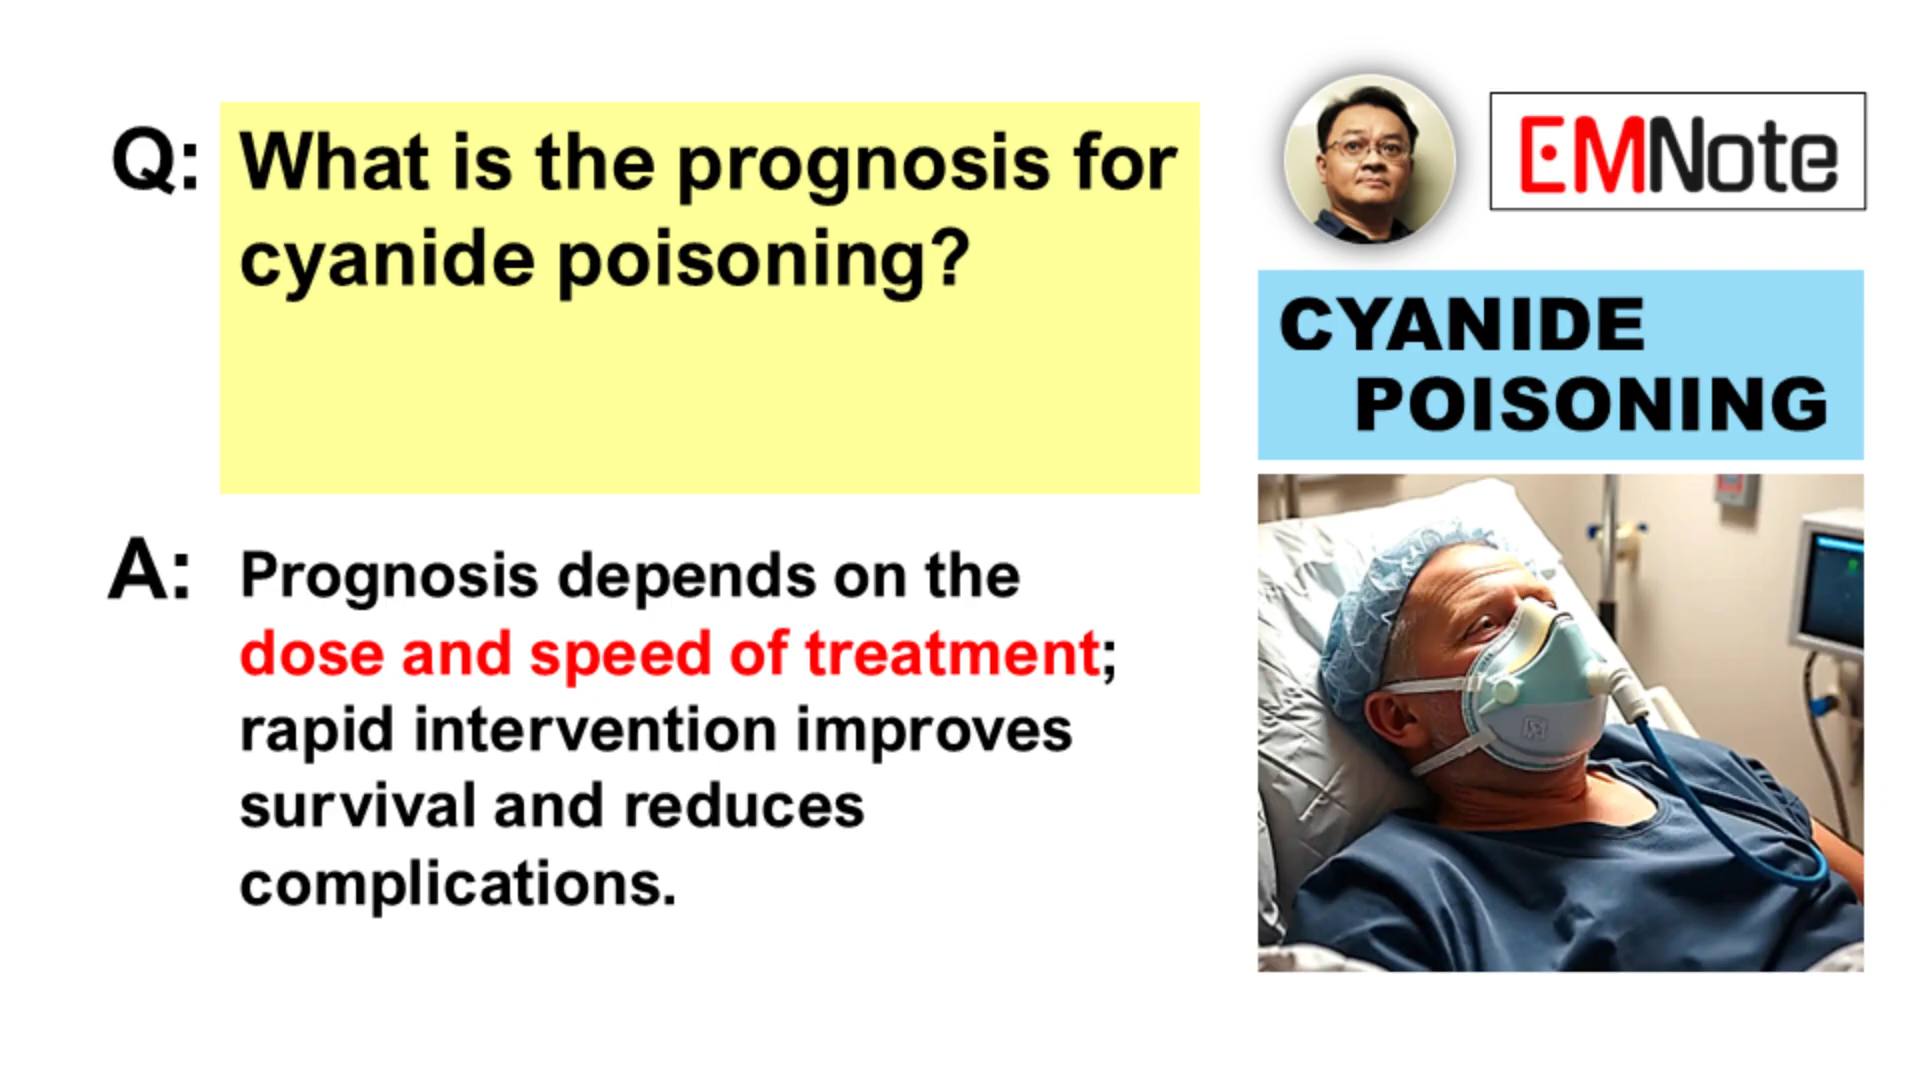 Q: What is the prognosis for
cyanide poisoning?
A: Prognosis depends on the
dose and speed of treatment;
rapid intervention improves
survival and reduces
complications.
EMNote
CYANIDE
POISONING